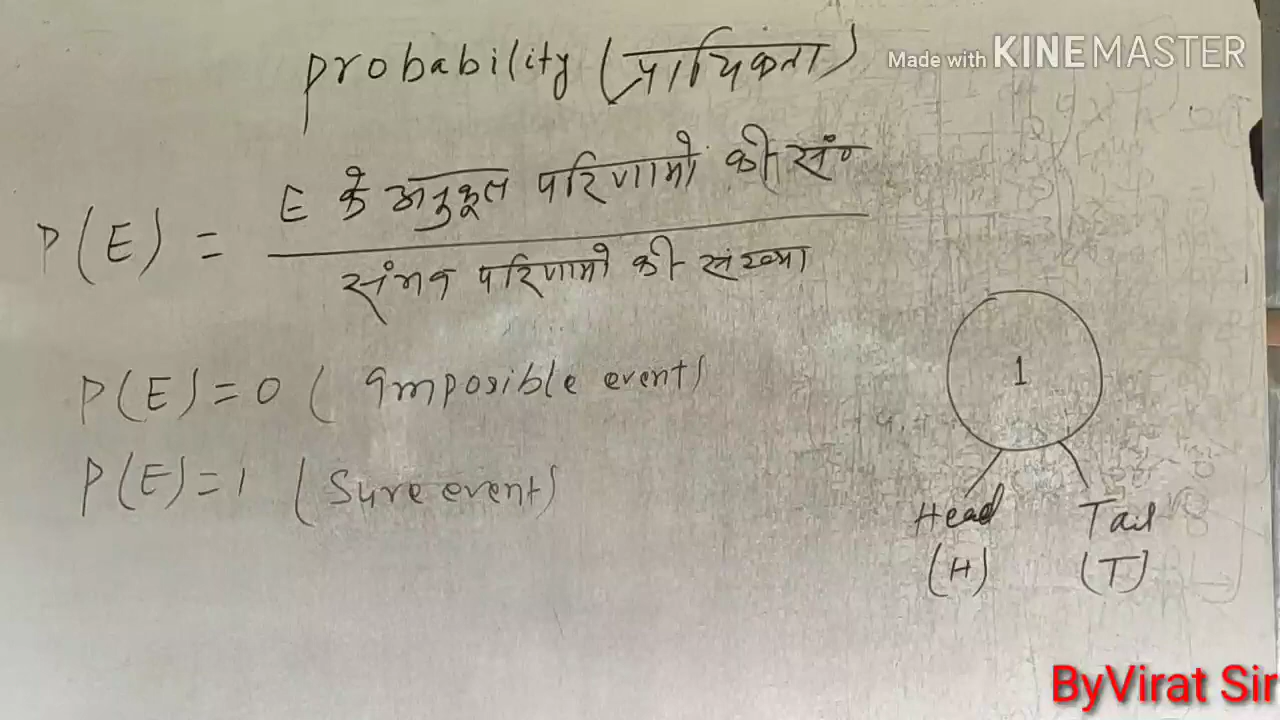 probability (प्रायिकता)
Made with KINEMASTER
P(E) = E के अनुकूल परिणामो की सं०
संभव परिणामो की संख्या
P(E)=0 ( Imposible event)
P(E)=1 ( Sure event)
1
Head Tail
(H) (T)
ByVirat Sir